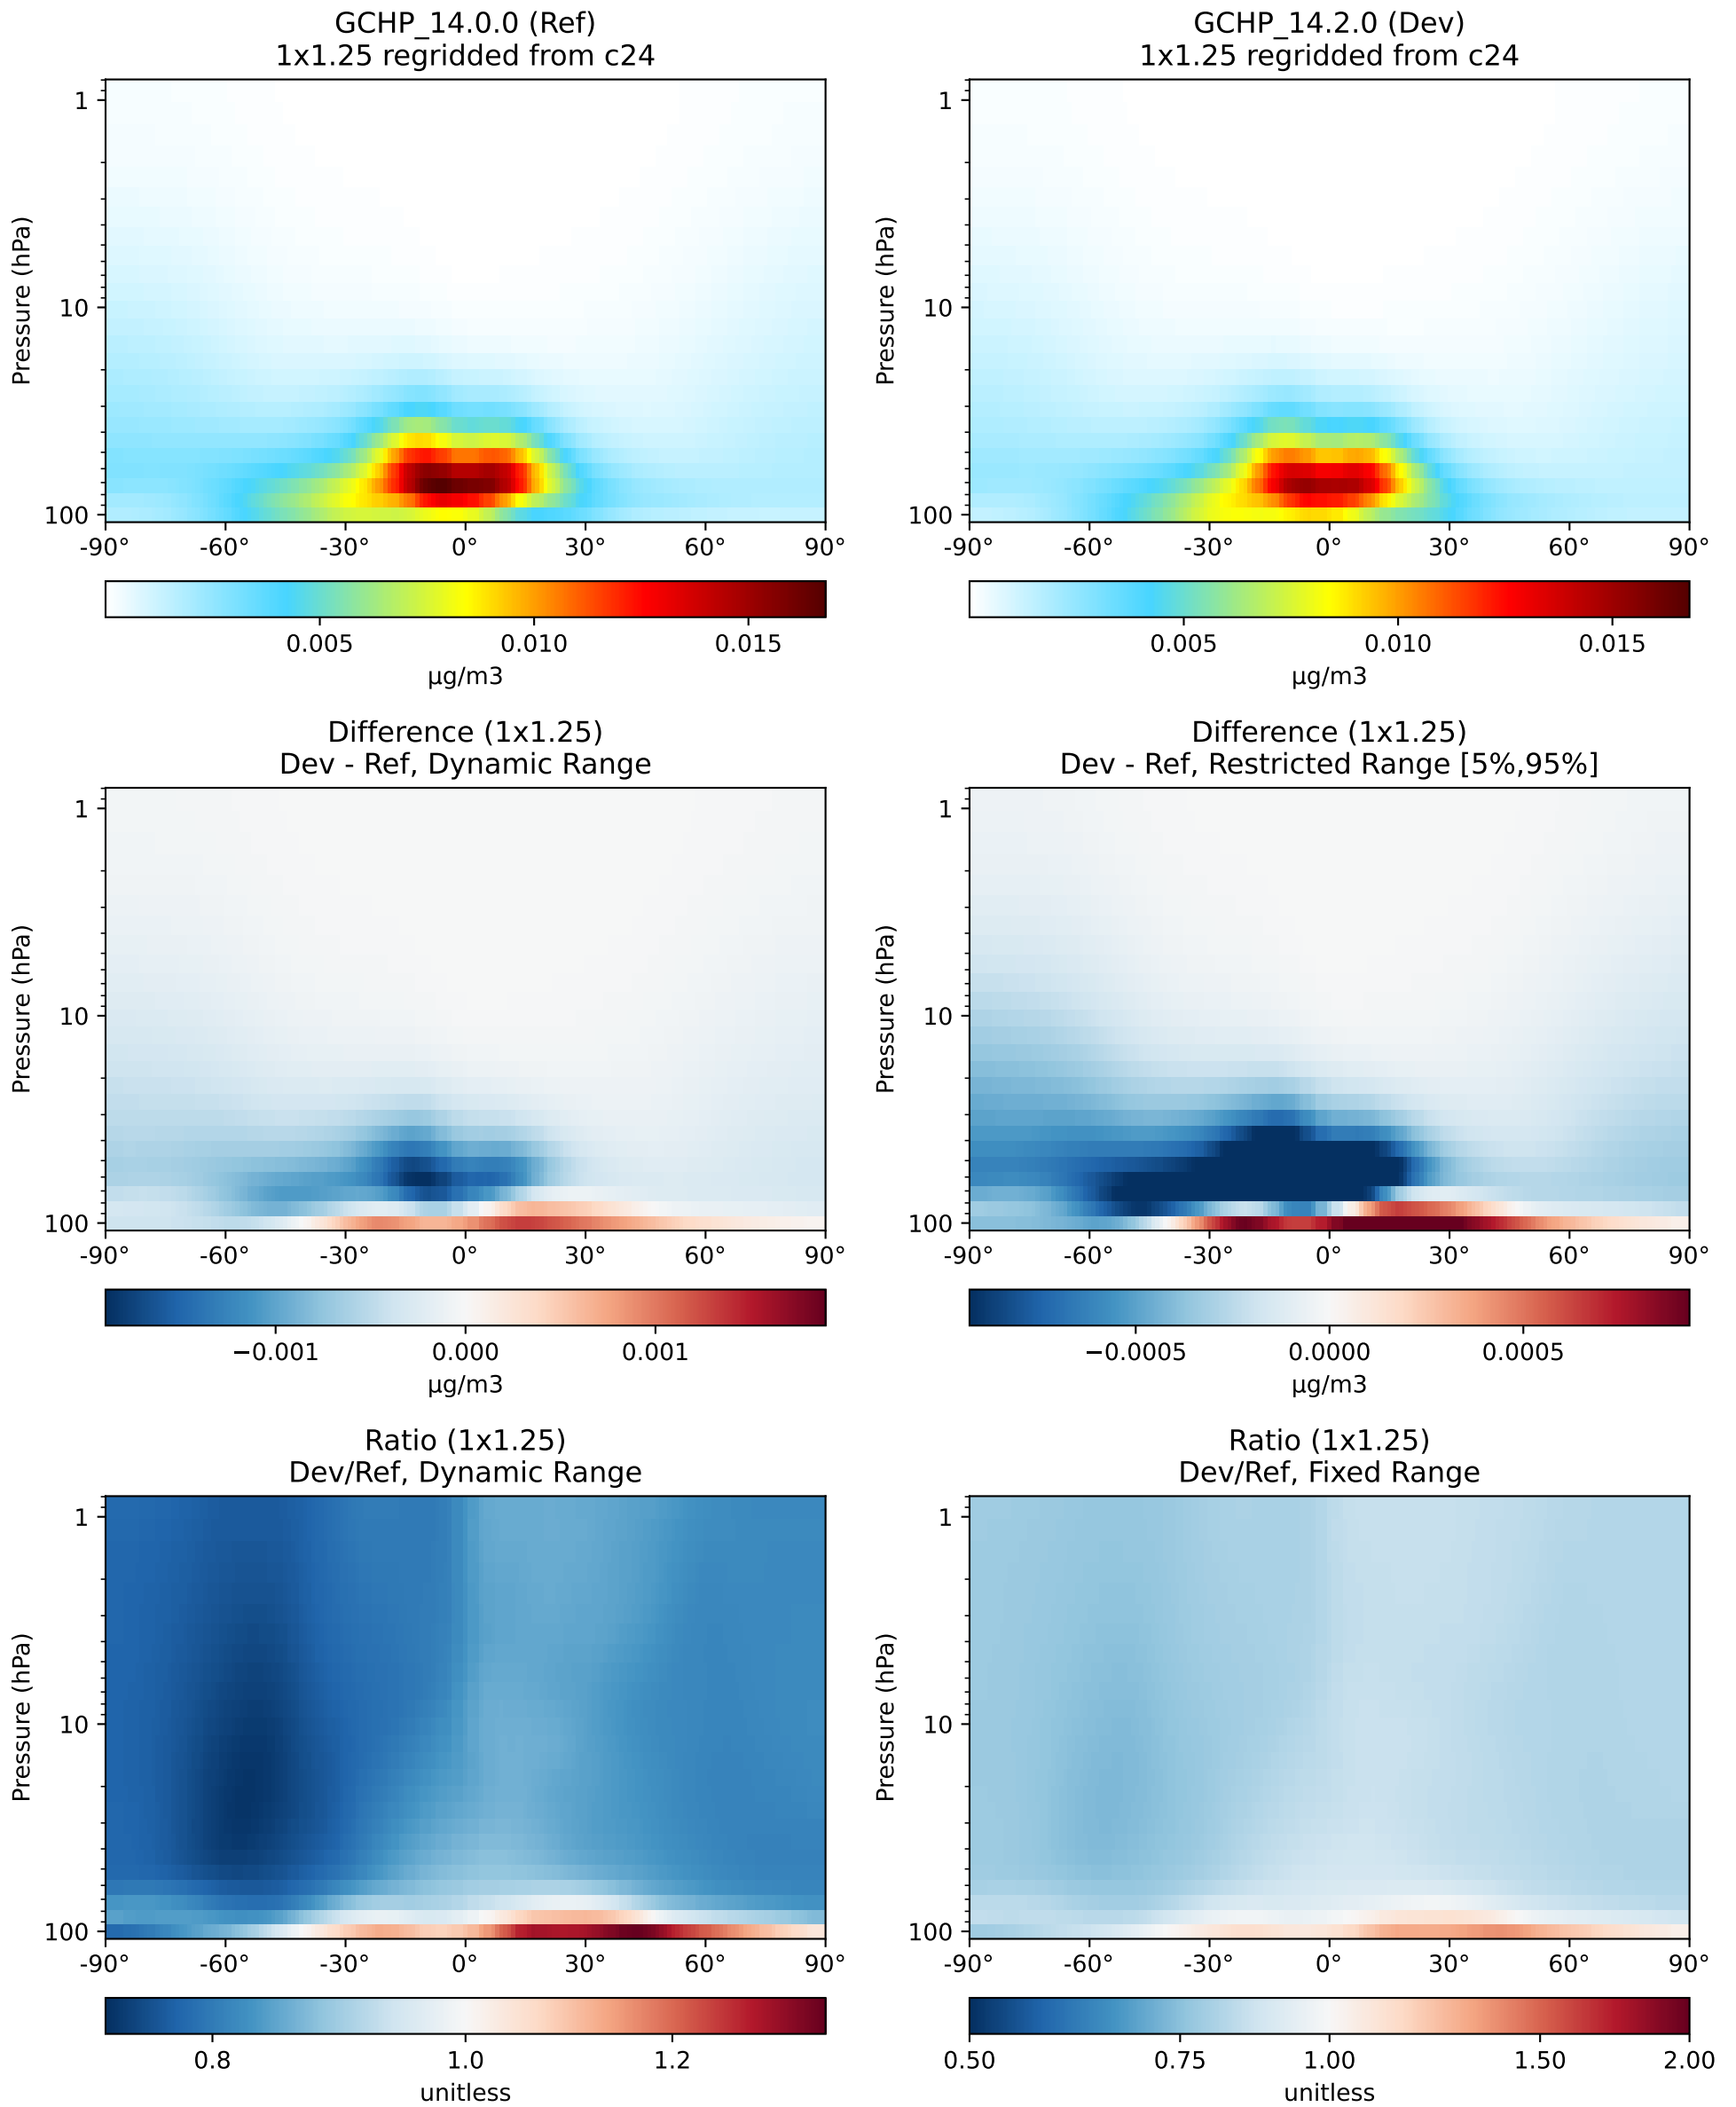 GCHP_14.0.0 (Ref)
1x1.25 regridded from c24
Pressure (hPa)
1
10
100
-90° -60° -30° 0° 30° 60° 90°
0.005 0.010 0.015
µg/m3
GCHP_14.2.0 (Dev)
1x1.25 regridded from c24
Pressure (hPa)
1
10
100
-90° -60° -30° 0° 30° 60° 90°
0.005 0.010 0.015
µg/m3
Difference (1x1.25)
Dev - Ref, Dynamic Range
Pressure (hPa)
1
10
100
-90° -60° -30° 0° 30° 60° 90°
−0.001 0.000 0.001
µg/m3
Difference (1x1.25)
Dev - Ref, Restricted Range [5%,95%]
Pressure (hPa)
1
10
100
-90° -60° -30° 0° 30° 60° 90°
−0.0005 0.0000 0.0005
µg/m3
Ratio (1x1.25)
Dev/Ref, Dynamic Range
Pressure (hPa)
1
10
100
-90° -60° -30° 0° 30° 60° 90°
0.8 1.0 1.2
unitless
Ratio (1x1.25)
Dev/Ref, Fixed Range
Pressure (hPa)
1
10
100
-90° -60° -30° 0° 30° 60° 90°
0.50 0.75 1.00 1.50 2.00
unitless